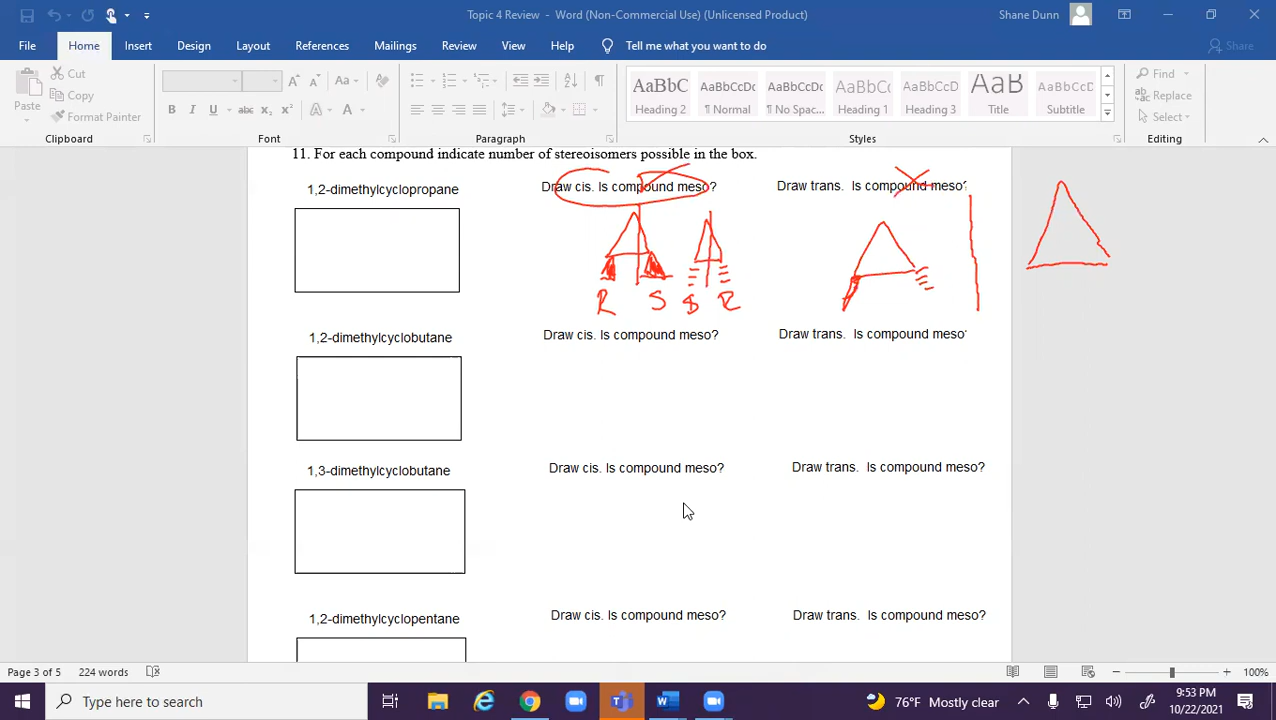 Topic 4 Review - Word (Non-Commercial Use) (Unlicensed Product)
Shane Dunn
File Home Insert Design Layout References Mailings Review View Help Tell me what you want to do Share
Paste
Cut
Copy
Format Painter
Aa
B I U abc x₂ x² A A
AaBbC AaBbCcDd AaBbCcDd AaBbCc AaBbCcD AaB AaBbCcD
Heading 2 ¶ Normal ¶ No Spac... Heading 1 Heading 3 Title Subtitle
Find
Replace
Select
Clipboard Font Paragraph Styles Editing
11. For each compound indicate number of stereoisomers possible in the box.
1,2-dimethylcyclopropane
Draw cis. Is compound meso?
Draw trans. Is compound meso?
R S S R
1,2-dimethylcyclobutane
Draw cis. Is compound meso?
Draw trans. Is compound meso
1,3-dimethylcyclobutane
Draw cis. Is compound meso?
Draw trans. Is compound meso?
1,2-dimethylcyclopentane
Draw cis. Is compound meso?
Draw trans. Is compound meso?
Page 3 of 5 224 words
100%
Type here to search
76°F Mostly clear
9:53 PM
10/22/2021